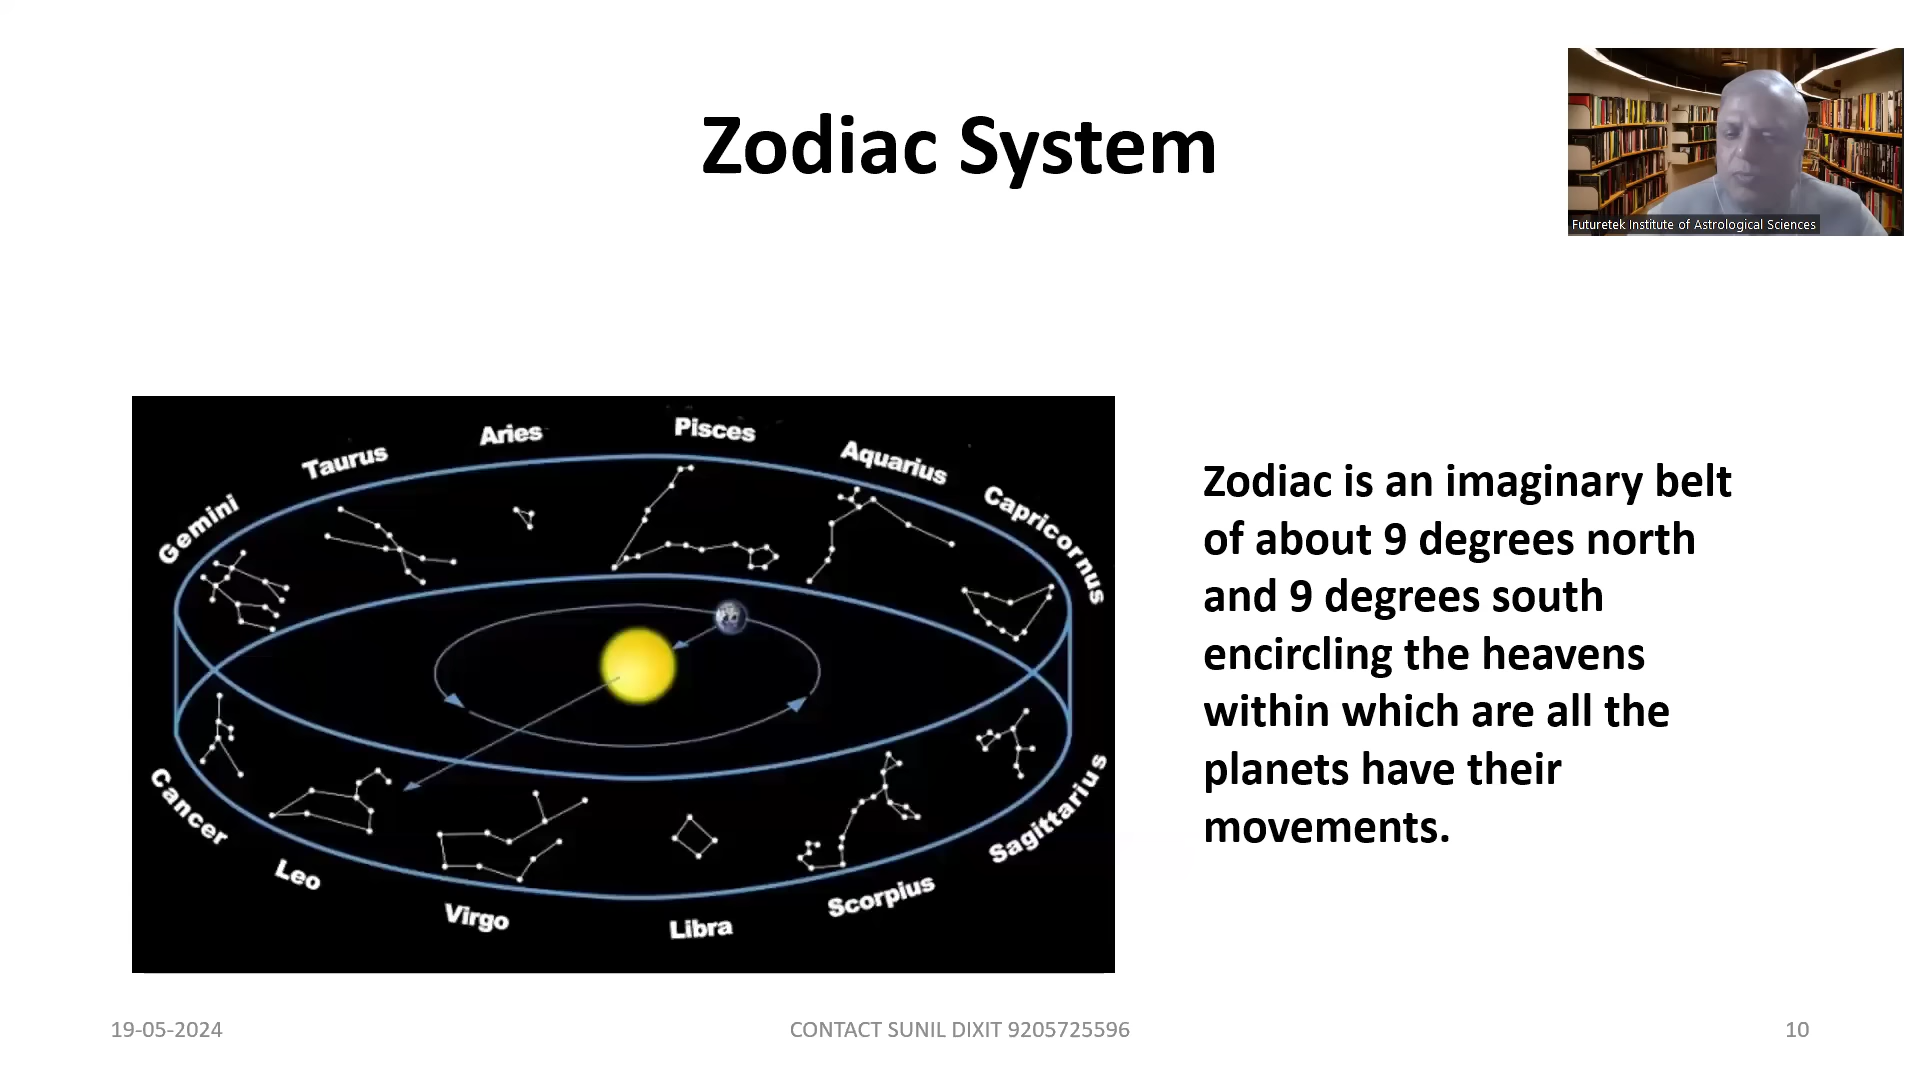 Zodiac System
Futuretek Institute of Astrological Sciences
Pisces
Aries
Taurus
Aquarius
Gemini
Capricornus
Cancer
Leo
Virgo
Libra
Scorpius
Sagittarius
Zodiac is an imaginary belt
of about 9 degrees north
and 9 degrees south
encircling the heavens
within which are all the
planets have their
movements.
19-05-2024
CONTACT SUNIL DIXIT 9205725596
10